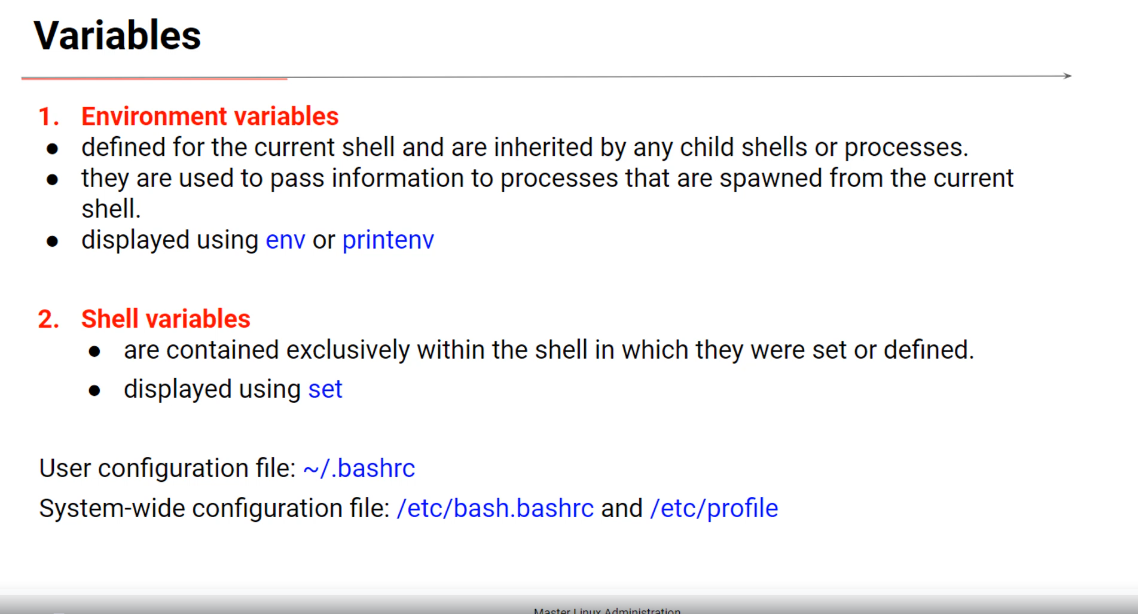 Variables
1. Environment variables
● defined for the current shell and are inherited by any child shells or processes.
● they are used to pass information to processes that are spawned from the current
shell.
● displayed using env or printenv
2. Shell variables
● are contained exclusively within the shell in which they were set or defined.
● displayed using set
User configuration file: ~/.bashrc
System-wide configuration file: /etc/bash.bashrc and /etc/profile
Master Linux Administration